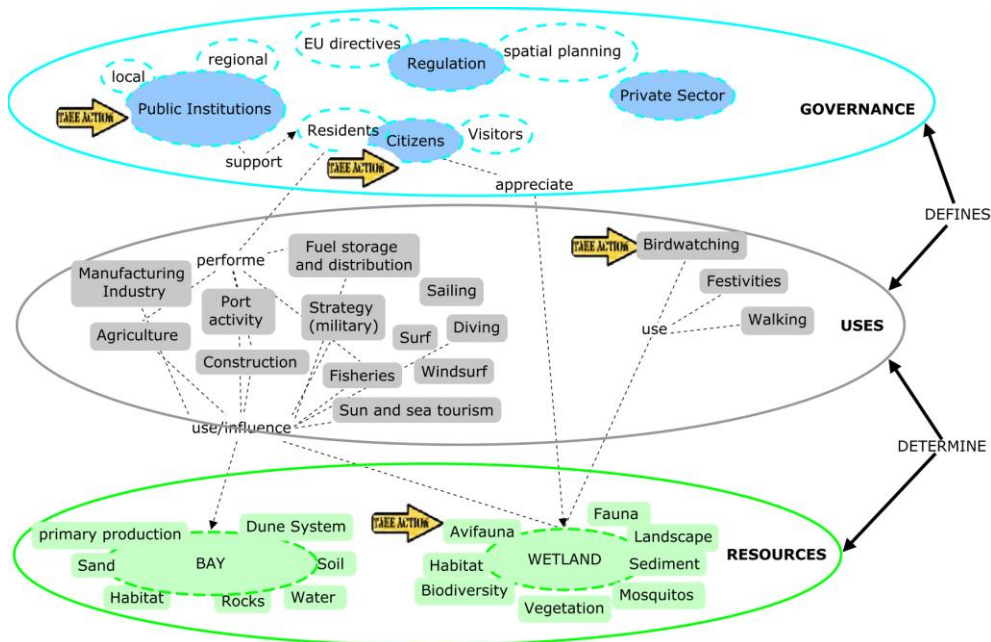 EU directives
spatial planning
regional
Regulation
local
Private Sector
Public Institutions
GOVERNANCE
TAKE ACTION
Residents
Visitors
Citizens
support
TAKE ACTION
appreciate
DEFINES
Fuel storage
and distribution
TAKE ACTION
Birdwatching
performe
Manufacturing
Industry
Festivities
Sailing
Port
activity
Strategy
(military)
Walking
Agriculture
Surf
Diving
use
USES
Construction
Fisheries
Windsurf
Sun and sea tourism
use/influence
DETERMINE
Fauna
TAKE ACTION
Dune System
primary production
Avifauna
Landscape
RESOURCES
Sand
BAY
Soil
Habitat
WETLAND
Sediment
Biodiversity
Habitat
Rocks
Water
Vegetation
Mosquitos